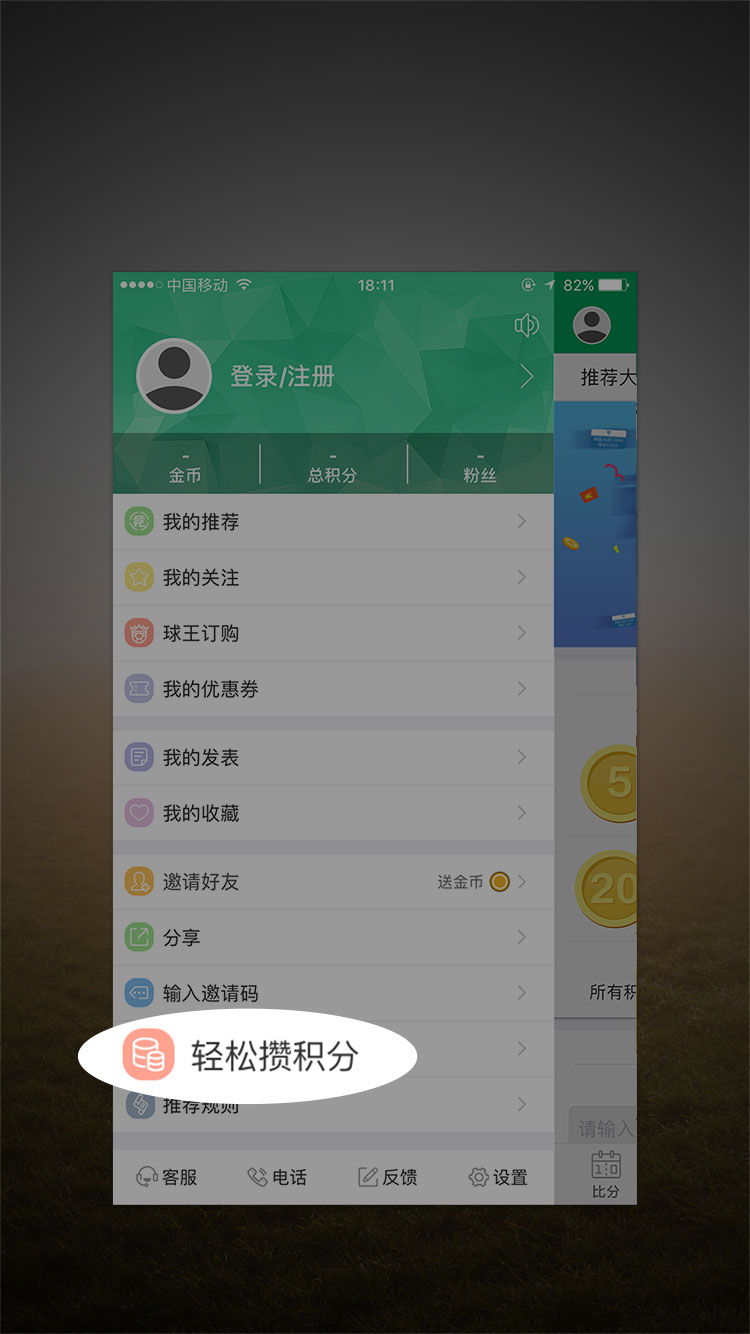 中国移动 18:11 82%
登录/注册
推荐大
- - -
金币 总积分 粉丝
我的推荐
我的关注
球王订购
我的优惠券
我的发表
5
我的收藏
邀请好友 送金币
20
分享
输入邀请码
所有积
轻松攒积分
推荐规则
请输入
客服 电话 反馈 设置
1:0
比分